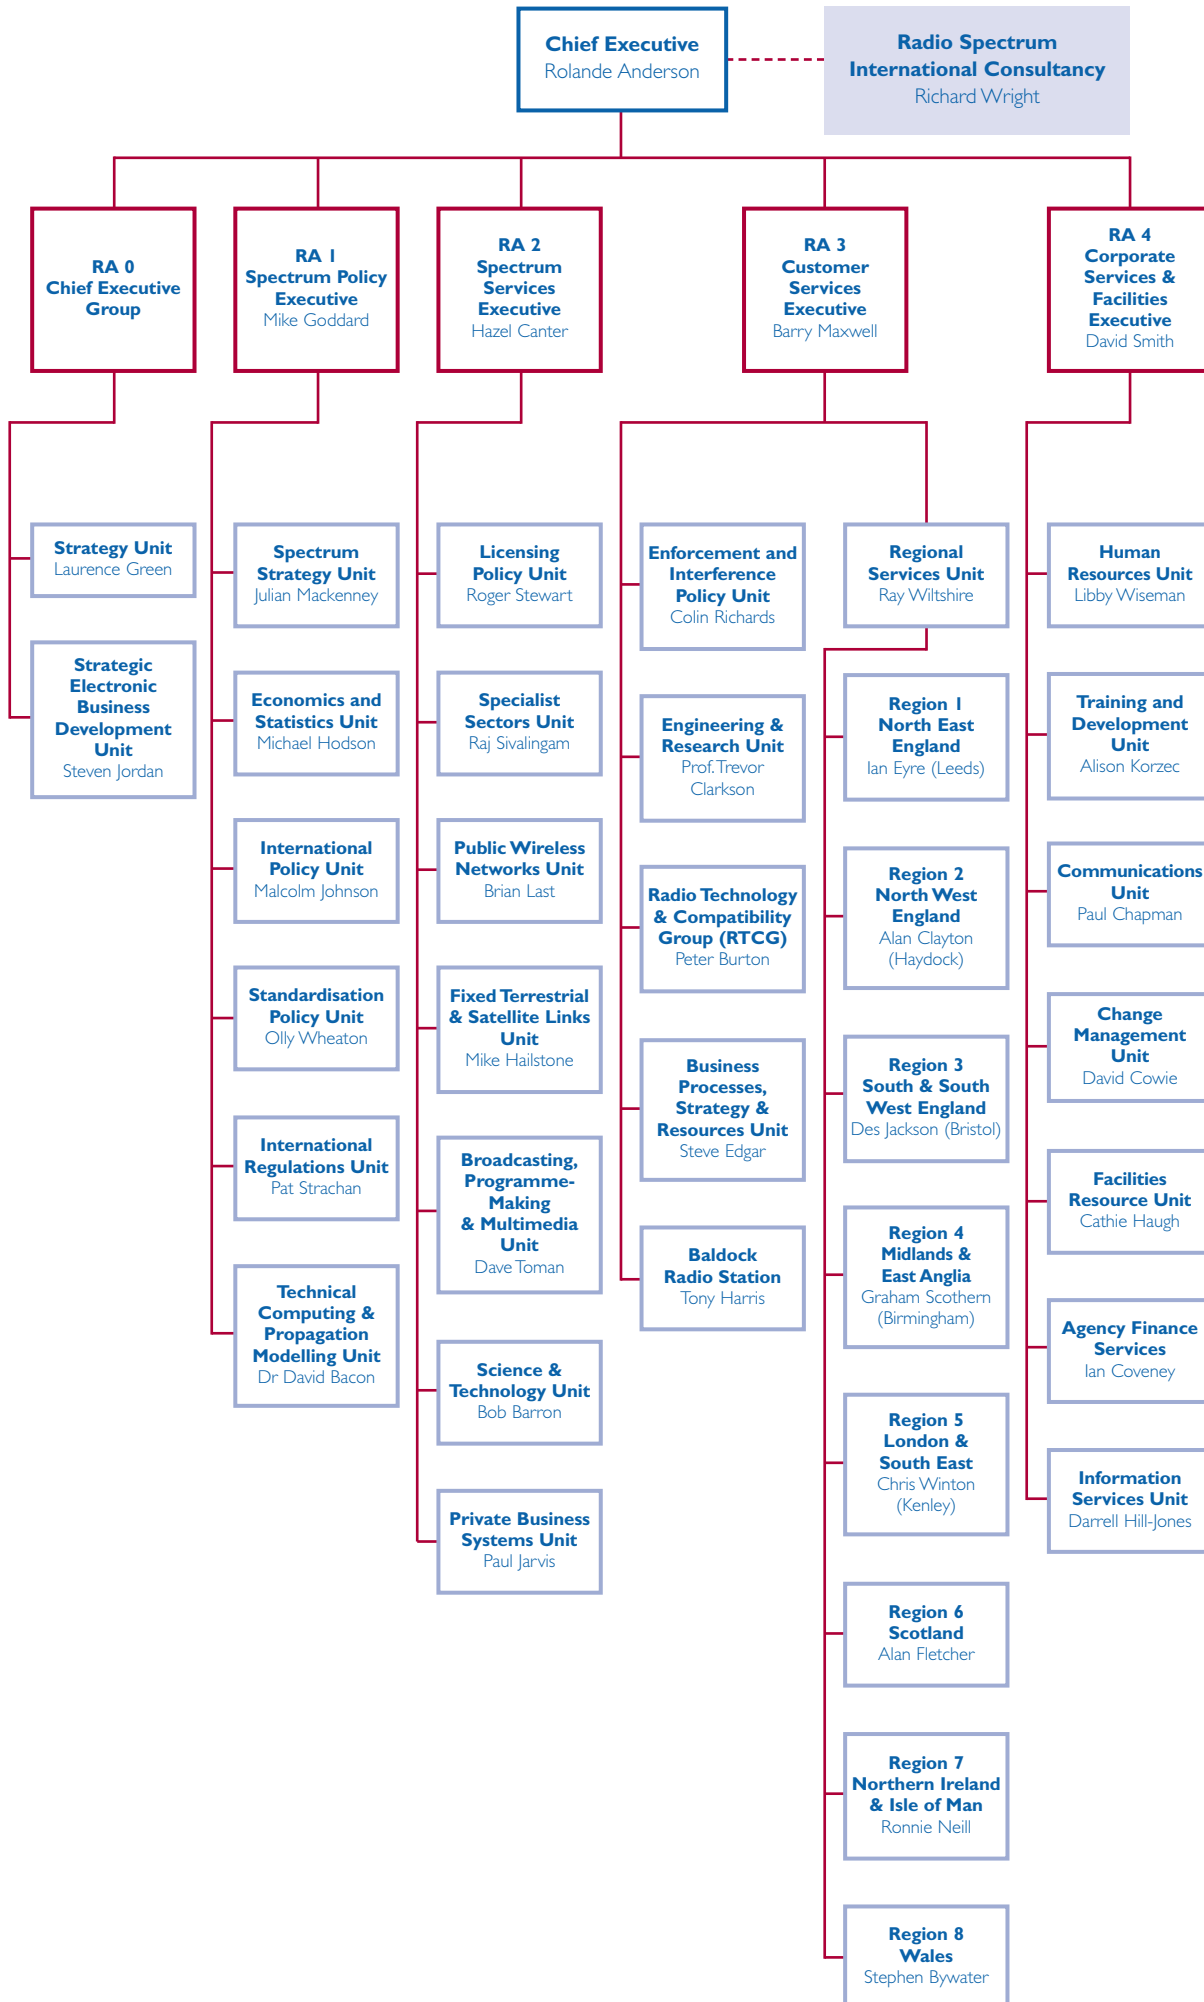 Chief Executive
Rolande Anderson
Radio Spectrum
International Consultancy
Richard Wright
RA 0
Chief Executive
Group
RA 1
Spectrum Policy
Executive
Mike Goddard
RA 2
Spectrum
Services
Executive
Hazel Canter
RA 3
Customer
Services
Executive
Barry Maxwell
RA 4
Corporate
Services &
Facilities
Executive
David Smith
Strategy Unit
Laurence Green
Strategic
Electronic
Business
Development
Unit
Steven Jordan
Spectrum
Strategy Unit
Julian Mackenney
Economics and
Statistics Unit
Michael Hodson
International
Policy Unit
Malcolm Johnson
Standardisation
Policy Unit
Olly Wheaton
International
Regulations Unit
Pat Strachan
Technical
Computing &
Propagation
Modelling Unit
Dr David Bacon
Licensing
Policy Unit
Roger Stewart
Specialist
Sectors Unit
Raj Sivalingam
Public Wireless
Networks Unit
Brian Last
Fixed Terrestrial
& Satellite Links
Unit
Mike Hailstone
Broadcasting,
Programme-
Making
& Multimedia
Unit
Dave Toman
Science &
Technology Unit
Bob Barron
Private Business
Systems Unit
Paul Jarvis
Enforcement and
Interference
Policy Unit
Colin Richards
Engineering &
Research Unit
Prof. Trevor
Clarkson
Radio Technology
& Compatibility
Group (RTCG)
Peter Burton
Business
Processes,
Strategy &
Resources Unit
Steve Edgar
Baldock
Radio Station
Tony Harris
Regional
Services Unit
Ray Wiltshire
Region 1
North East
England
Ian Eyre (Leeds)
Region 2
North West
England
Alan Clayton
(Haydock)
Region 3
South & South
West England
Des Jackson (Bristol)
Region 4
Midlands &
East Anglia
Graham Scothern
(Birmingham)
Region 5
London &
South East
Chris Winton
(Kenley)
Region 6
Scotland
Alan Fletcher
Region 7
Northern Ireland
& Isle of Man
Ronnie Neill
Region 8
Wales
Stephen Bywater
Human
Resources Unit
Libby Wiseman
Training and
Development
Unit
Alison Korzec
Communications
Unit
Paul Chapman
Change
Management
Unit
David Cowie
Facilities
Resource Unit
Cathie Haugh
Agency Finance
Services
Ian Coveney
Information
Services Unit
Darrell Hill-Jones